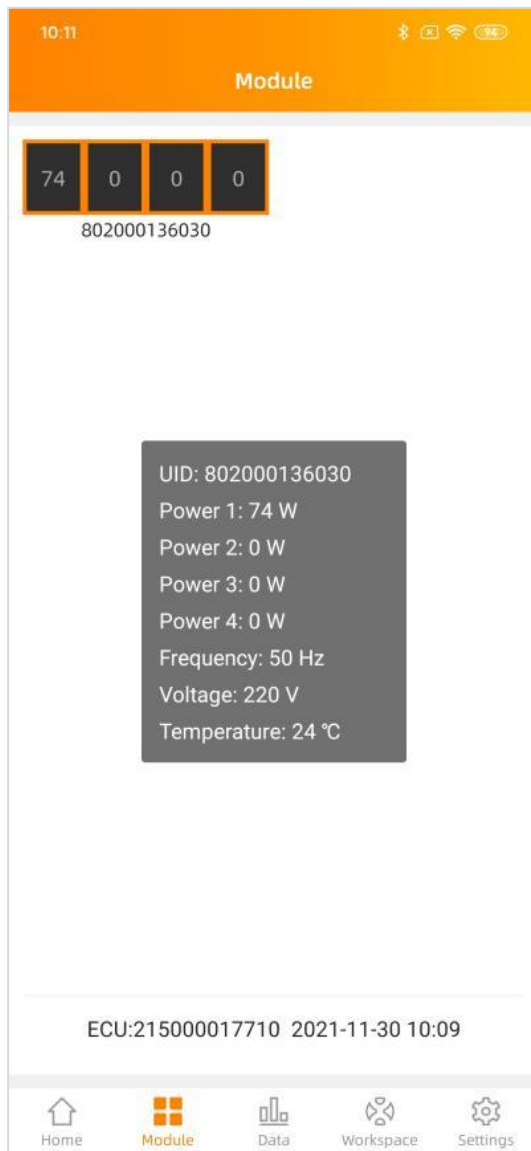 10:11 94
Module
74 0 0 0
802000136030
UID: 802000136030
Power 1: 74 W
Power 2: 0 W
Power 3: 0 W
Power 4: 0 W
Frequency: 50 Hz
Voltage: 220 V
Temperature: 24 ℃
ECU:215000017710 2021-11-30 10:09
Home Module Data Workspace Settings